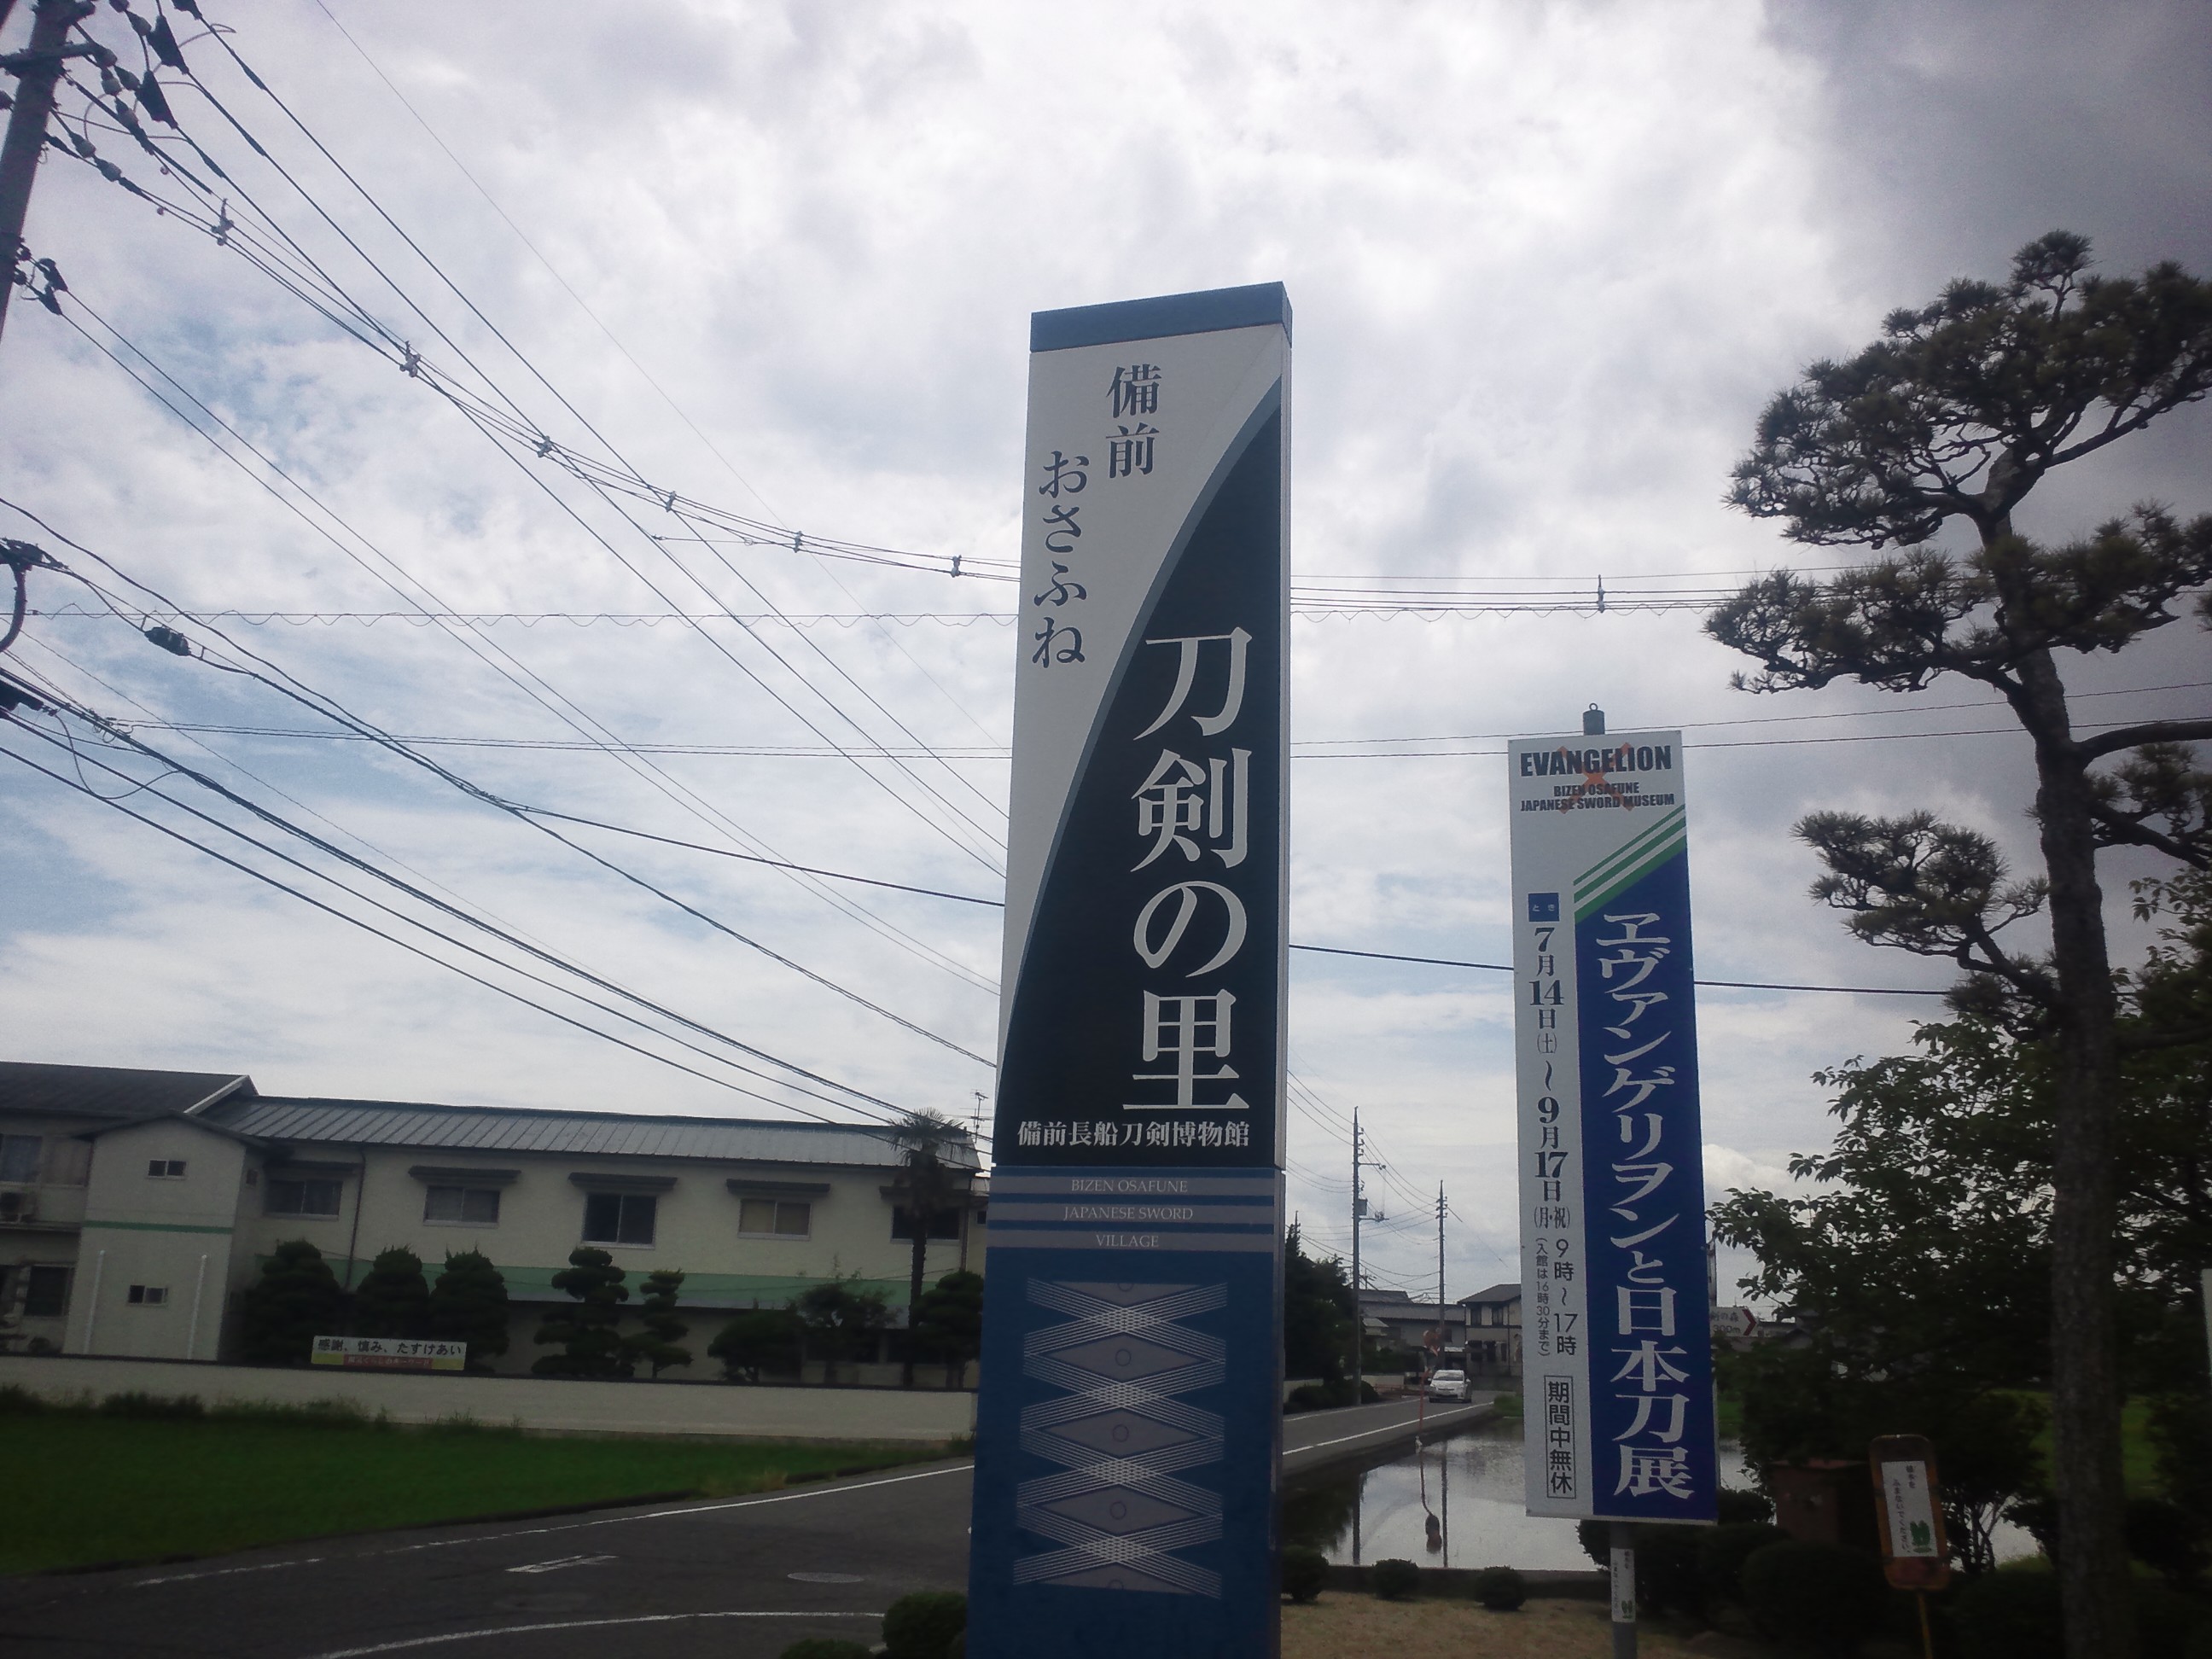 備前
おさふね
刀剣の里
備前長船刀剣博物館
BIZEN OSAFUNE
JAPANESE SWORD
VILLAGE
EVANGELION
BIZEN OSAFUNE
JAPANESE SWORD MUSEUM
ヱヴァンゲリヲンと日本刀展
とき
7月14日(土)~9月17日(月・祝)
9時~17時
(入館は16時30分まで)
期間中無休
感謝、慎み、たすけあい